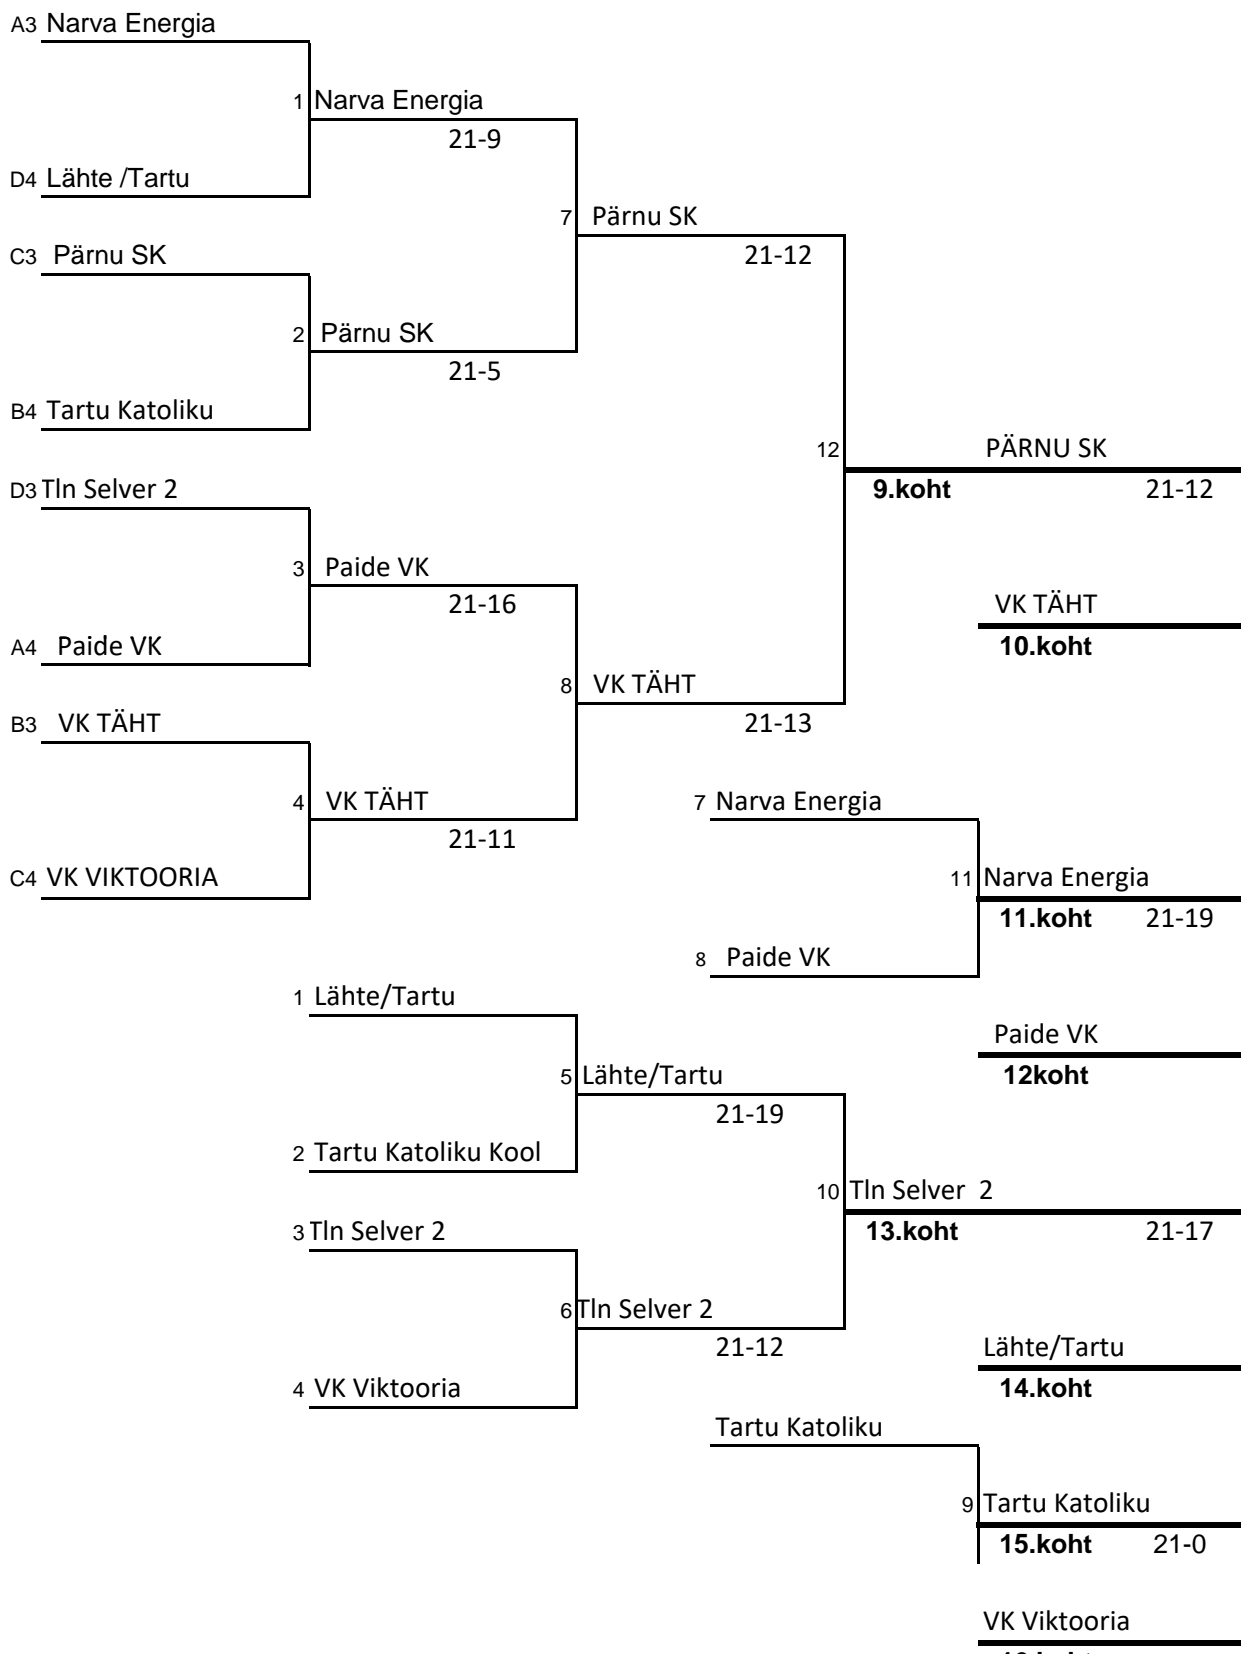 A3 Narva Energia
1 Narva Energia
21-9
D4 Lähte /Tartu
7 Pärnu SK
21-12
C3 Pärnu SK
2 Pärnu SK
21-5
B4 Tartu Katoliku
12 PÄRNU SK
9.koht 21-12
D3 Tln Selver 2
3 Paide VK
21-16
VK TÄHT
10.koht
A4 Paide VK
8 VK TÄHT
21-13
B3 VK TÄHT
4 VK TÄHT
21-11
7 Narva Energia
C4 VK VIKTOORIA
11 Narva Energia
11.koht 21-19
8 Paide VK
1 Lähte/Tartu
Paide VK
12koht
5 Lähte/Tartu
21-19
2 Tartu Katoliku Kool
10 Tln Selver 2
13.koht 21-17
3 Tln Selver 2
6 Tln Selver 2
21-12
Lähte/Tartu
14.koht
4 VK Viktooria
Tartu Katoliku
9 Tartu Katoliku
15.koht 21-0
VK Viktooria